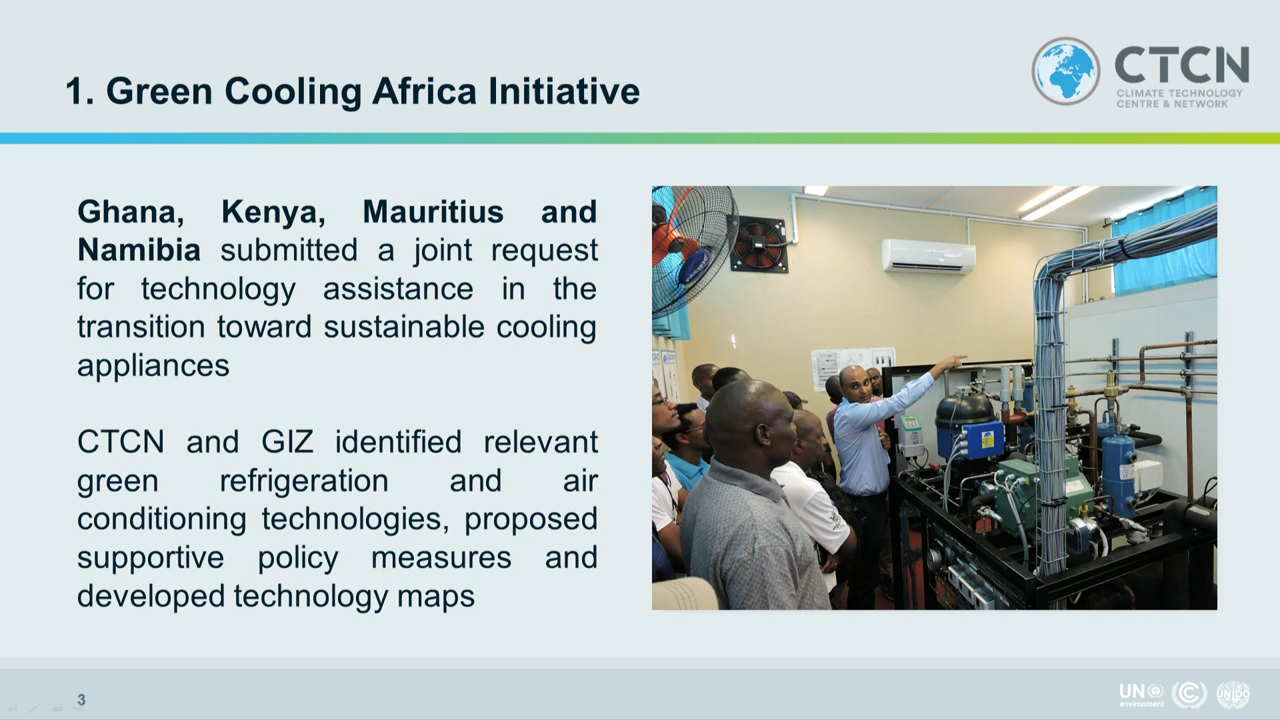 1. Green Cooling Africa Initiative
CTCN
CLIMATE TECHNOLOGY
CENTRE & NETWORK
Ghana, Kenya, Mauritius and
Namibia submitted a joint request
for technology assistance in the
transition toward sustainable cooling
appliances
CTCN and GIZ identified relevant
green refrigeration and air
conditioning technologies, proposed
supportive policy measures and
developed technology maps
3
UN
environment
UNIDO